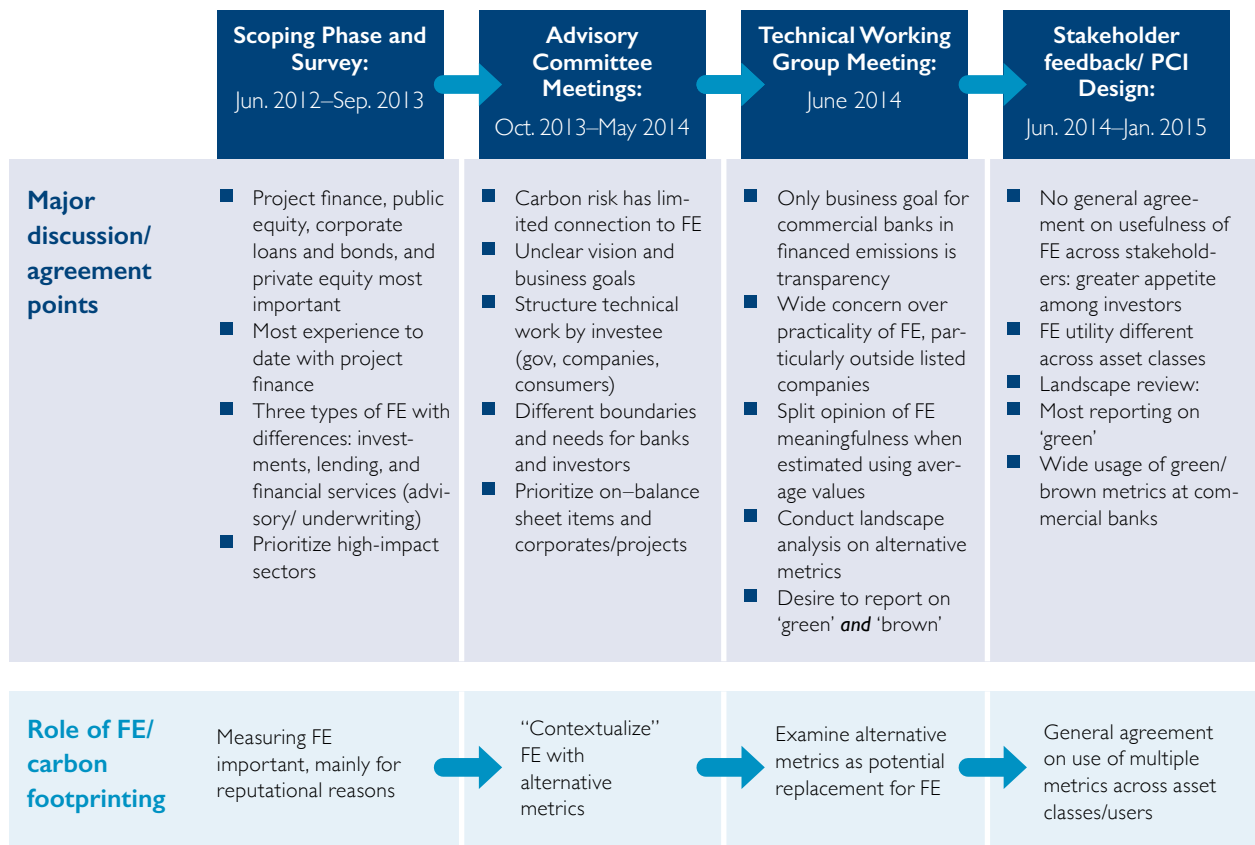 Scoping Phase and
Survey:
Jun. 2012–Sep. 2013
Advisory
Committee
Meetings:
Oct. 2013–May 2014
Technical Working
Group Meeting:
June 2014
Stakeholder
feedback/ PCI
Design:
Jun. 2014–Jan. 2015
Major
discussion/
agreement
points
■ Project finance, public
equity, corporate
loans and bonds, and
private equity most
important
■ Most experience to
date with project
finance
■ Three types of FE with
differences: invest-
ments, lending, and
financial services (advi-
sory/ underwriting)
■ Prioritize high-impact
sectors
■ Carbon risk has lim-
ited connection to FE
■ Unclear vision and
business goals
■ Structure technical
work by investee
(gov, companies,
consumers)
■ Different boundaries
and needs for banks
and investors
■ Prioritize on–balance
sheet items and
corporates/projects
■ Only business goal for
commercial banks in
financed emissions is
transparency
■ Wide concern over
practicality of FE, par-
ticularly outside listed
companies
■ Split opinion of FE
meaningfulness when
estimated using aver-
age values
■ Conduct landscape
analysis on alternative
metrics
■ Desire to report on
‘green’ and ‘brown’
■ No general agree-
ment on usefulness of
FE across stakehold-
ers: greater appetite
among investors
■ FE utility different
across asset classes
■ Landscape review:
■ Most reporting on
‘green’
■ Wide usage of green/
brown metrics at com-
mercial banks
Role of FE/
carbon
footprinting
Measuring FE
important, mainly for
reputational reasons
“Contextualize”
FE with
alternative
metrics
Examine alternative
metrics as potential
replacement for FE
General agreement
on use of multiple
metrics across asset
classes/users